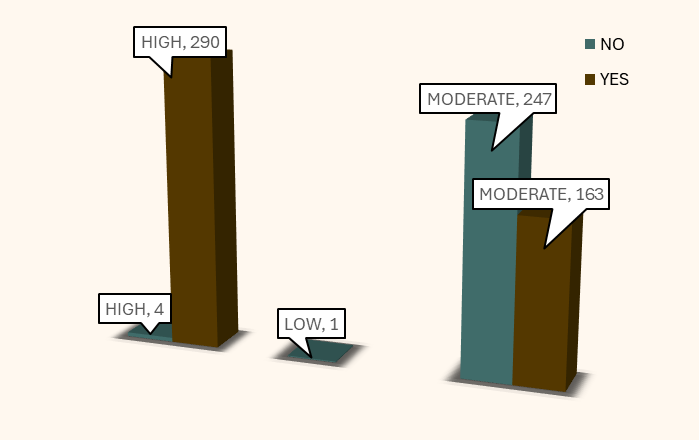 HIGH, 290
NO
YES
MODERATE, 247
MODERATE, 163
HIGH, 4
LOW, 1